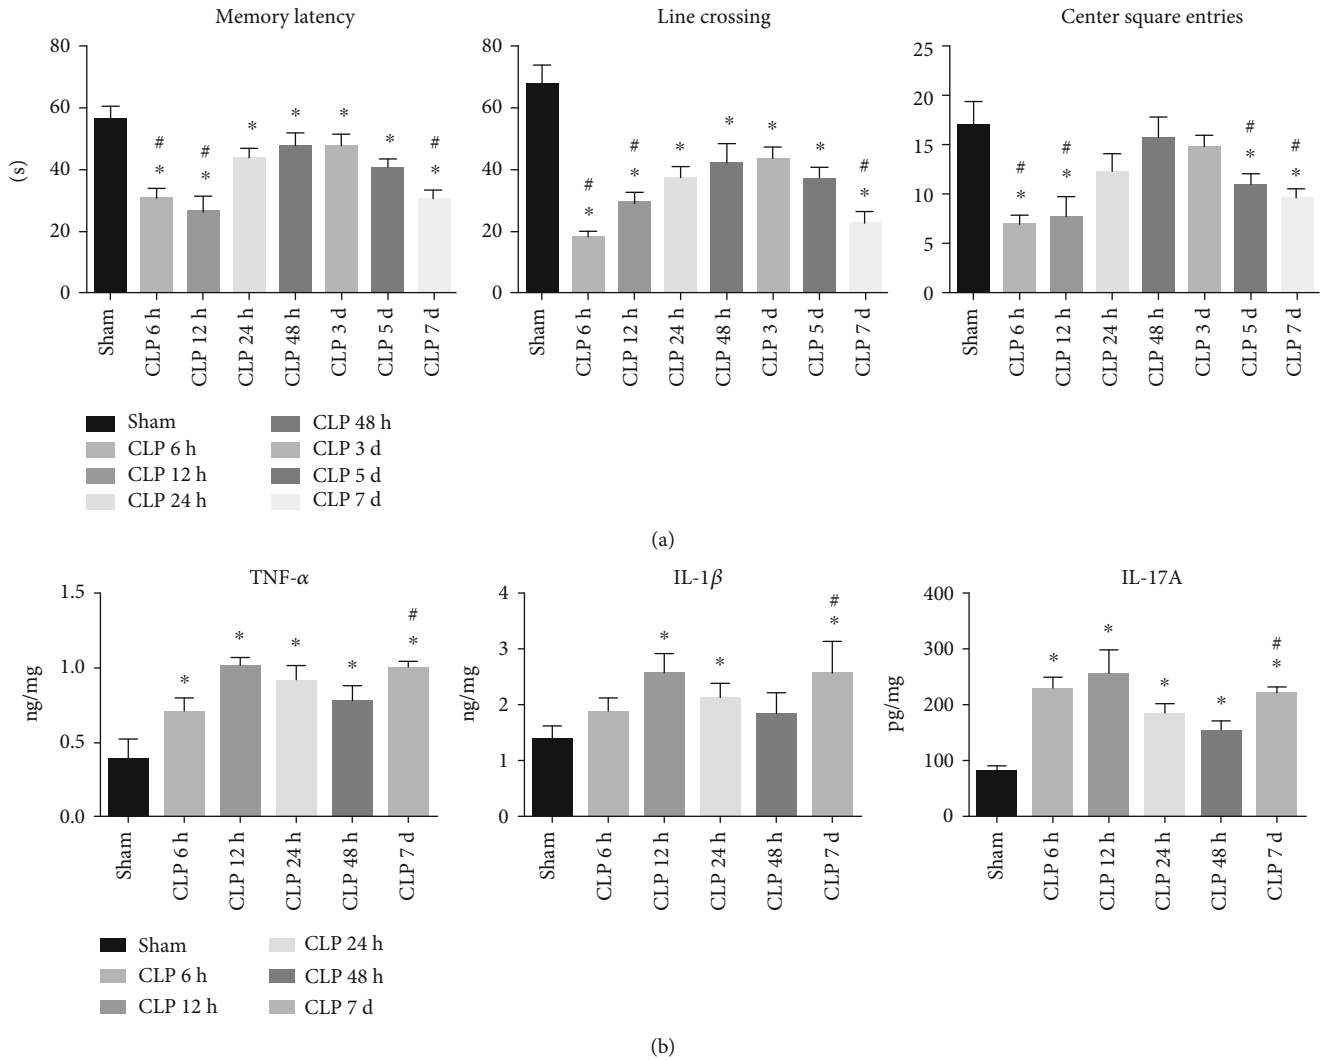 Memory latency
80
60
40
20
0
(s)
#
*
#
*
*
*
*
*
#
*
Sham
CLP 6 h
CLP 12 h
CLP 24 h
CLP 48 h
CLP 3 d
CLP 5 d
CLP 7 d
Line crossing
80
60
40
20
0
#
*
#
*
*
*
*
*
#
*
Sham
CLP 6 h
CLP 12 h
CLP 24 h
CLP 48 h
CLP 3 d
CLP 5 d
CLP 7 d
Center square entries
25
20
15
10
5
0
#
*
#
*
#
*
#
*
Sham
CLP 6 h
CLP 12 h
CLP 24 h
CLP 48 h
CLP 3 d
CLP 5 d
CLP 7 d
Sham
CLP 6 h
CLP 12 h
CLP 24 h
CLP 48 h
CLP 3 d
CLP 5 d
CLP 7 d
(a)
TNF-α
1.5
1.0
0.5
0.0
ng/mg
*
*
*
*
#
*
Sham
CLP 6 h
CLP 12 h
CLP 24 h
CLP 48 h
CLP 7 d
IL-1β
4
3
2
1
0
ng/mg
*
*
#
*
Sham
CLP 6 h
CLP 12 h
CLP 24 h
CLP 48 h
CLP 7 d
IL-17A
400
300
200
100
0
pg/mg
*
*
*
*
#
*
Sham
CLP 6 h
CLP 12 h
CLP 24 h
CLP 48 h
CLP 7 d
Sham
CLP 6 h
CLP 12 h
CLP 24 h
CLP 48 h
CLP 7 d
(b)